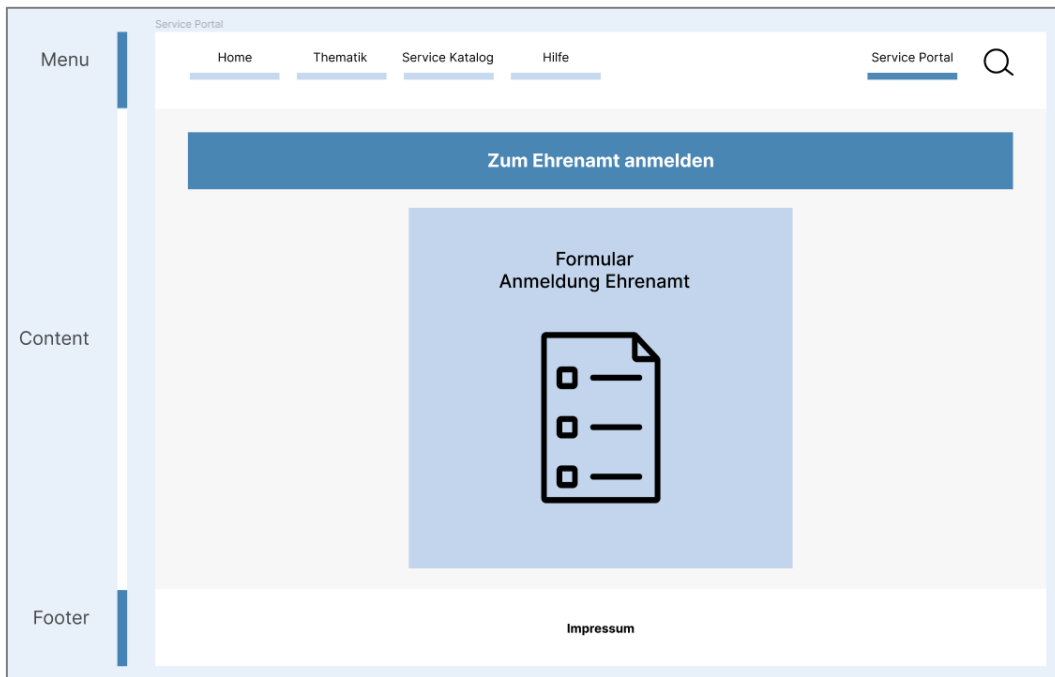 Service Portal
Menu
Home
Thematik
Service Katalog
Hilfe
Service Portal
Zum Ehrenamt anmelden
Formular
Anmeldung Ehrenamt
Content
Footer
Impressum